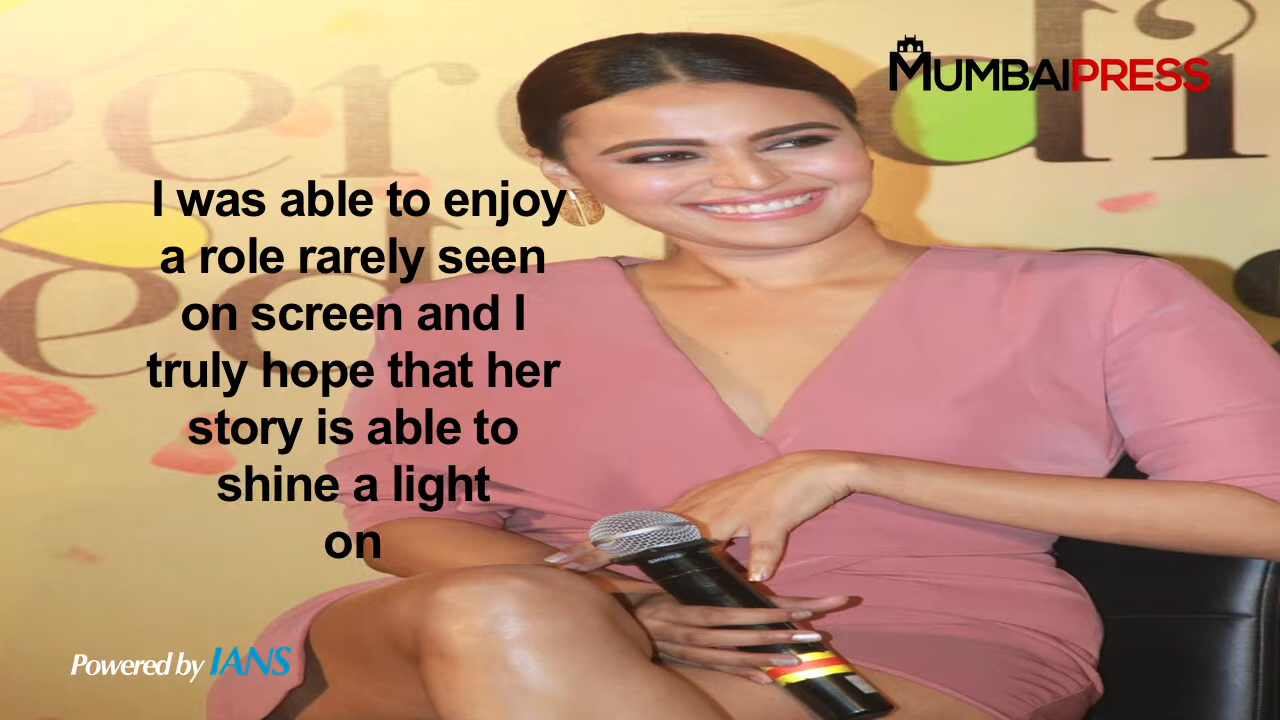 MUMBAIPRESS
I was able to enjoy
a role rarely seen
on screen and I
truly hope that her
story is able to
shine a light
on
Powered by IANS